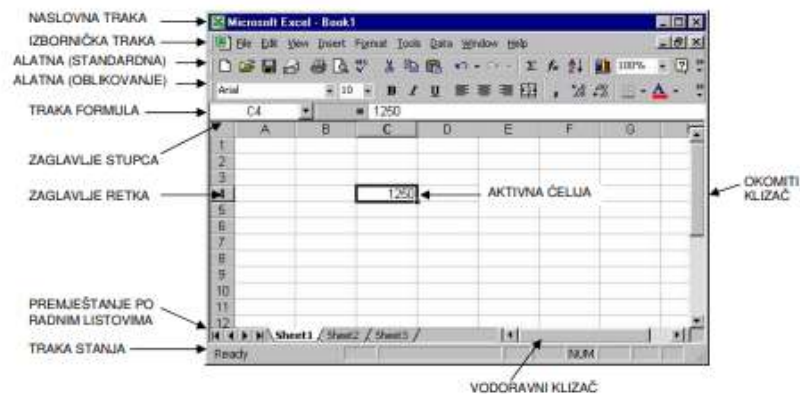 NASLOVNA TRAKA
Microsoft Excel - Book1
IZBORNIČKA TRAKA
File Edit View Insert Format Tools Data Window Help
ALATNA (STANDARDNA)
100%
ALATNA (OBLIKOVANJE)
Arial 10 B I U
TRAKA FORMULA
C4 = 1250
A B C D E F G
ZAGLAVLJE STUPCA
1
2
3
ZAGLAVLJE RETKA
4 1250
AKTIVNA ĆELIJA
OKOMITI
KLIZAČ
5
6
7
8
9
10
11
12
PREMJEŠTANJE PO
RADNIM LISTOVIMA
Sheet1 / Sheet2 / Sheet3 /
TRAKA STANJA
Ready NUM
VODORAVNI KLIZAČ